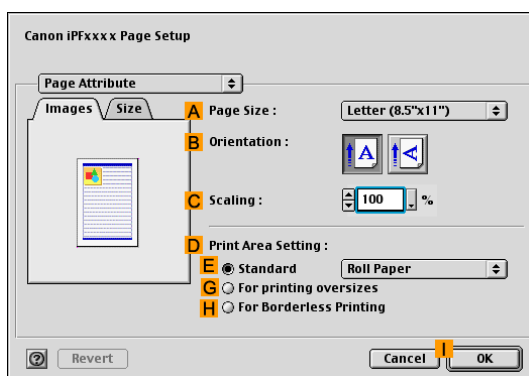 Canon iPFxxxx Page Setup
Page Attribute
Images Size
A Page Size : Letter (8.5"x11")
B Orientation : A A
C Scaling : 100 %
D Print Area Setting :
E Standard Roll Paper
G For printing oversizes
H For Borderless Printing
? Revert Cancel I OK